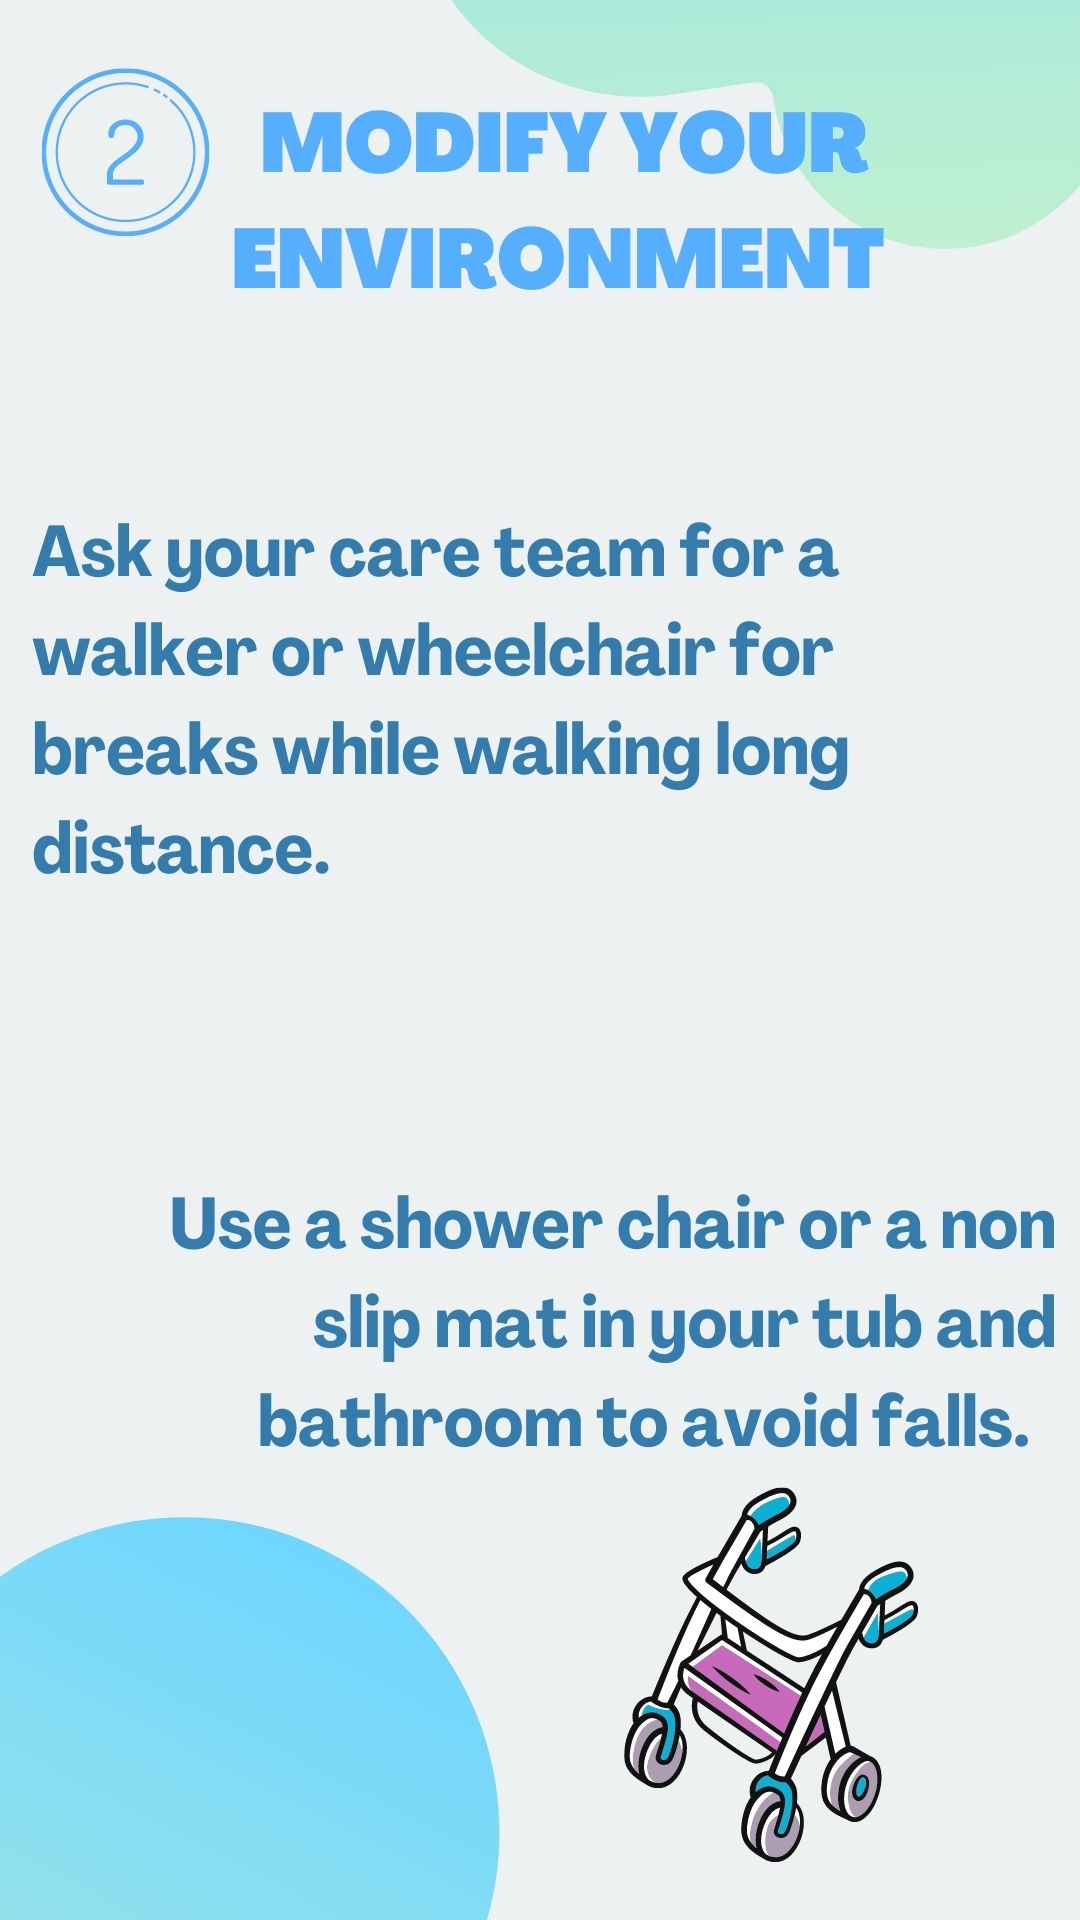 2
MODIFY YOUR
ENVIRONMENT
Ask your care team for a
walker or wheelchair for
breaks while walking long
distance.
Use a shower chair or a non
slip mat in your tub and
bathroom to avoid falls.